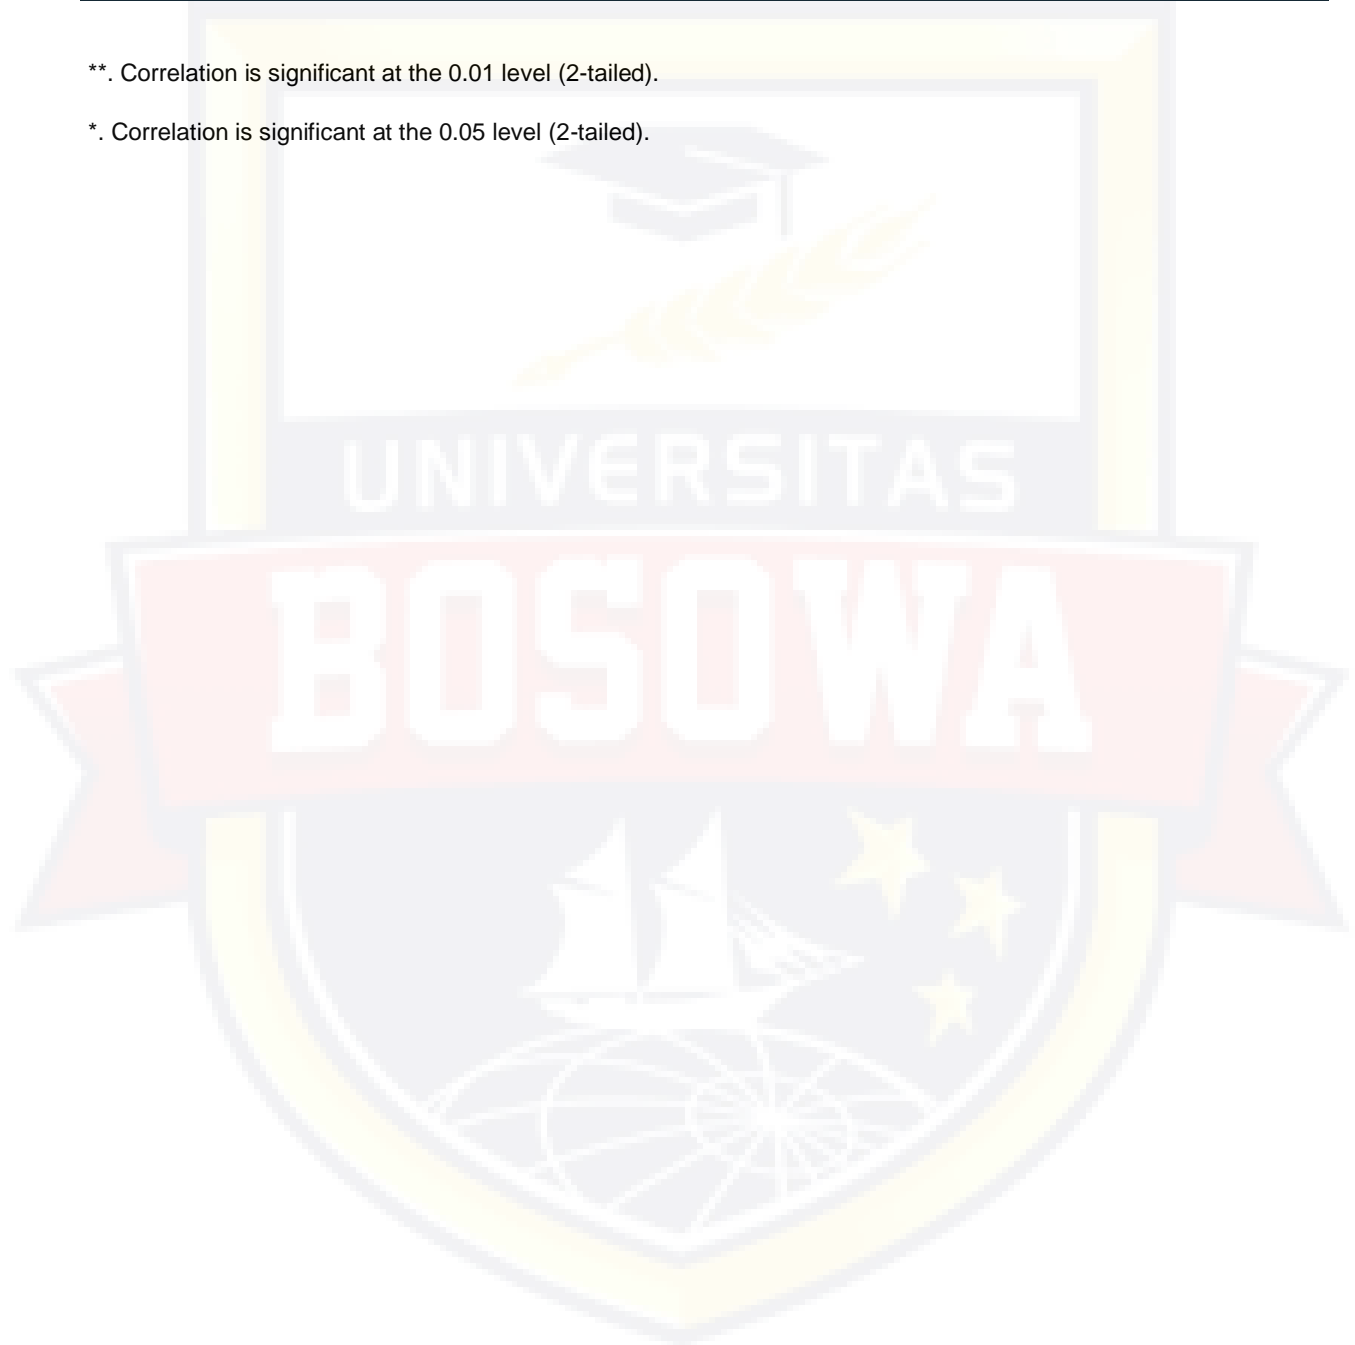 **. Correlation is significant at the 0.01 level (2-tailed).
*. Correlation is significant at the 0.05 level (2-tailed).
UNIVERSITAS
BOSOWA